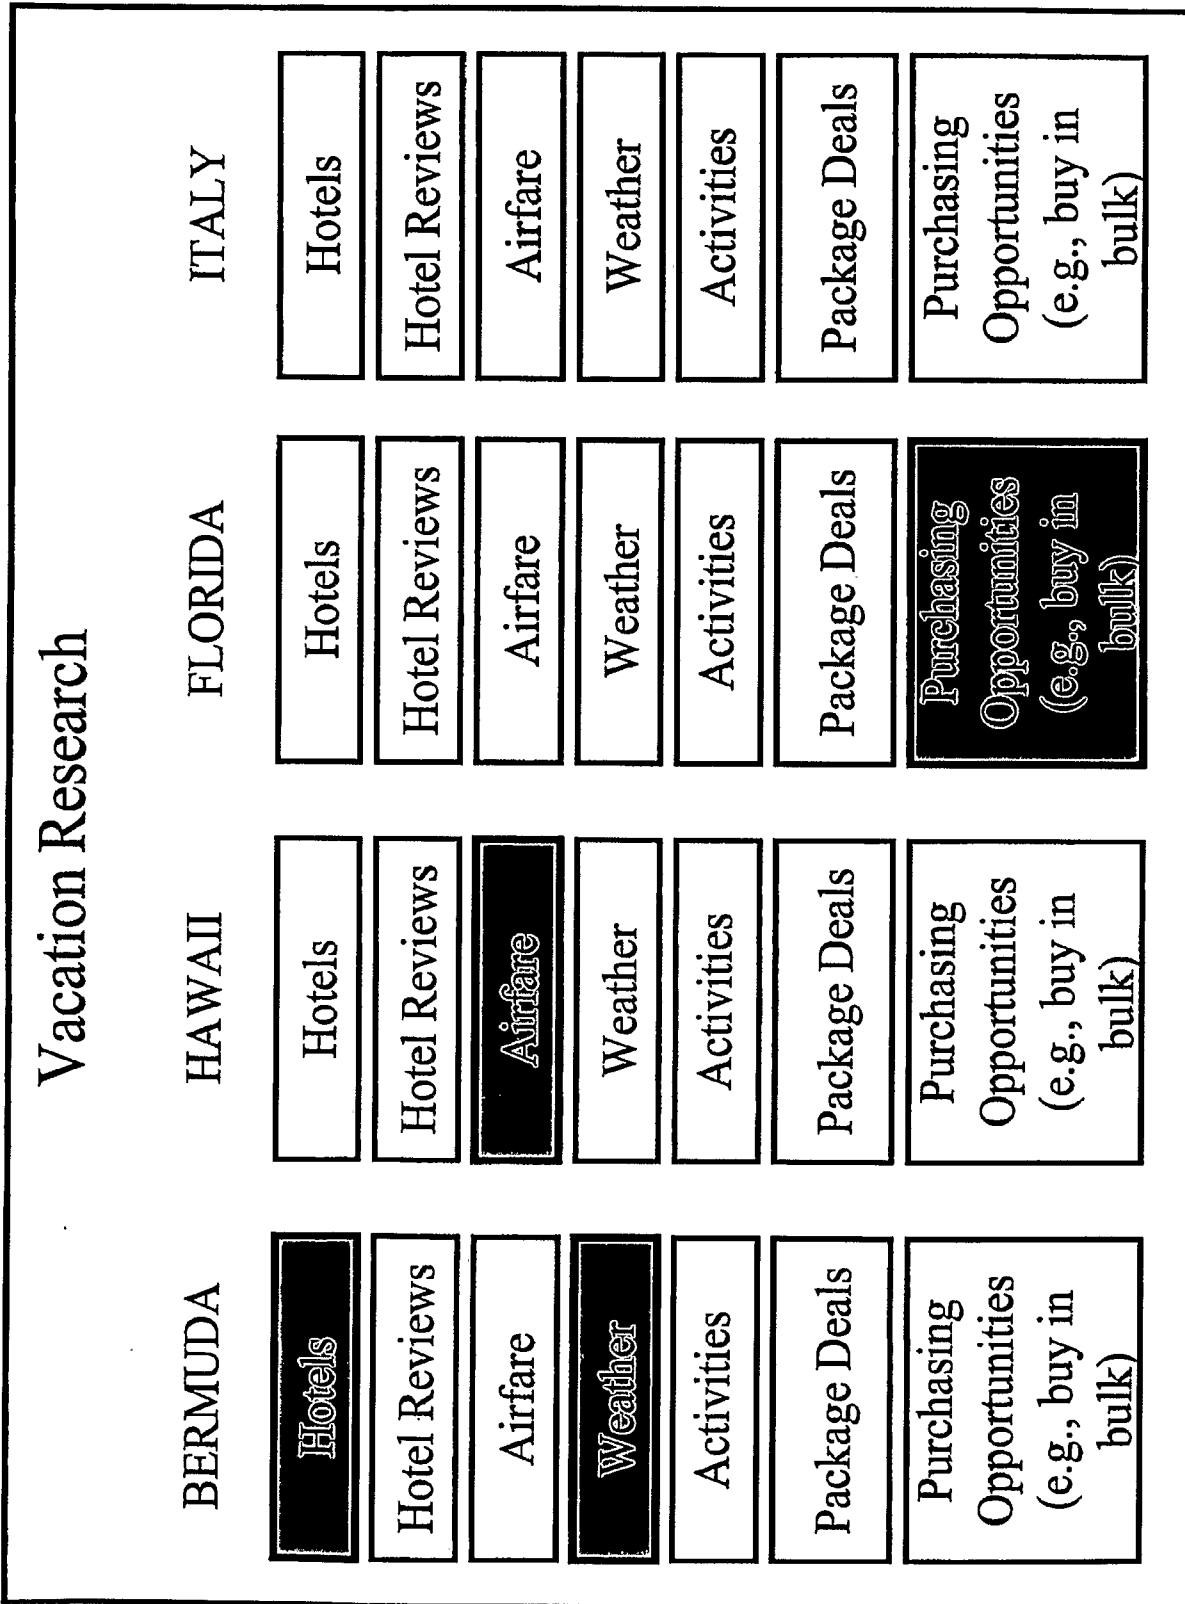 Vacation Research
BERMUDA
Hotels
Hotel Reviews
Airfare
Weather
Activities
Package Deals
Purchasing
Opportunities
(e.g., buy in
bulk)
HAWAII
Hotels
Hotel Reviews
Airfare
Weather
Activities
Package Deals
Purchasing
Opportunities
(e.g., buy in
bulk)
FLORIDA
Hotels
Hotel Reviews
Airfare
Weather
Activities
Package Deals
Purchasing
Opportunities
(e.g., buy in
bulk)
ITALY
Hotels
Hotel Reviews
Airfare
Weather
Activities
Package Deals
Purchasing
Opportunities
(e.g., buy in
bulk)